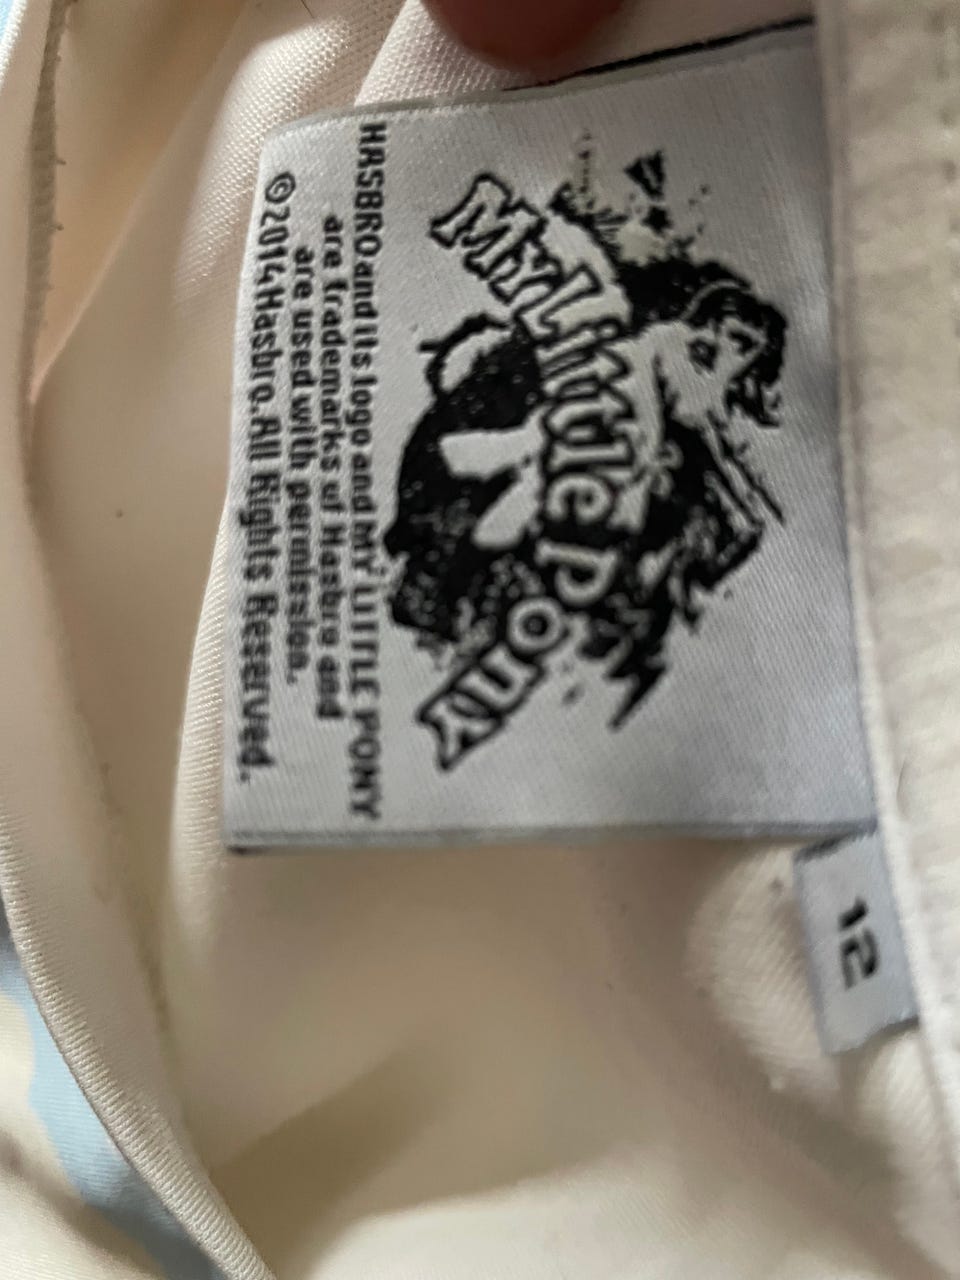 My Little Pony
HASBRO and its logo and MY LITTLE PONY
are trademarks of Hasbro and
are used with permission.
©2014 Hasbro. All Rights Reserved.
12